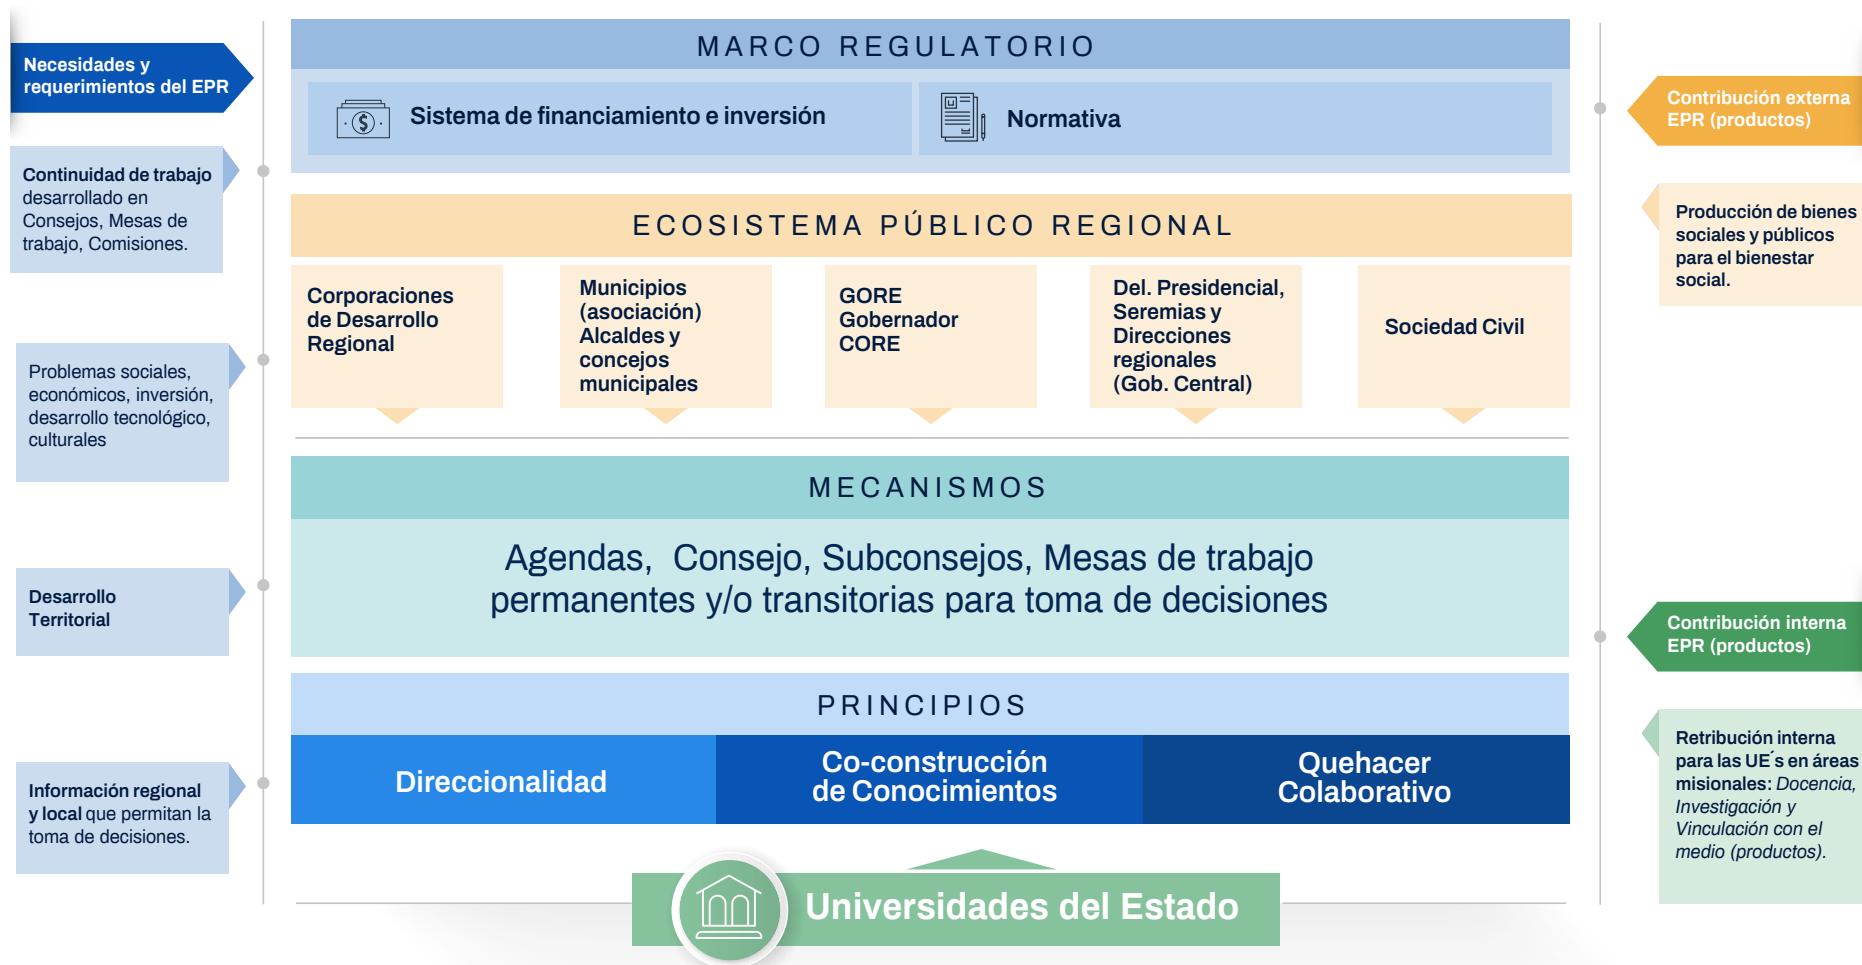 Necesidades y
requerimientos del EPR
Continuidad de trabajo
desarrollado en
Consejos, Mesas de
trabajo, Comisiones.
Problemas sociales,
económicos, inversión,
desarrollo tecnológico,
culturales
Desarrollo
Territorial
Información regional
y local que permitan la
toma de decisiones.
MARCO REGULATORIO
Sistema de financiamiento e inversión
Normativa
ECOSISTEMA PÚBLICO REGIONAL
Corporaciones
de Desarrollo
Regional
Municipios
(asociación)
Alcaldes y
concejos
municipales
GORE
Gobernador
CORE
Del. Presidencial,
Seremias y
Direcciones
regionales
(Gob. Central)
Sociedad Civil
MECANISMOS
Agendas, Consejo, Subconsejos, Mesas de trabajo
permanentes y/o transitorias para toma de decisiones
PRINCIPIOS
Direccionalidad
Co-construcción
de Conocimientos
Quehacer
Colaborativo
Universidades del Estado
Contribución externa
EPR (productos)
Producción de bienes
sociales y públicos
para el bienestar
social.
Contribución interna
EPR (productos)
Retribución interna
para las UE´s en áreas
misionales: Docencia,
Investigación y
Vinculación con el
medio (productos).